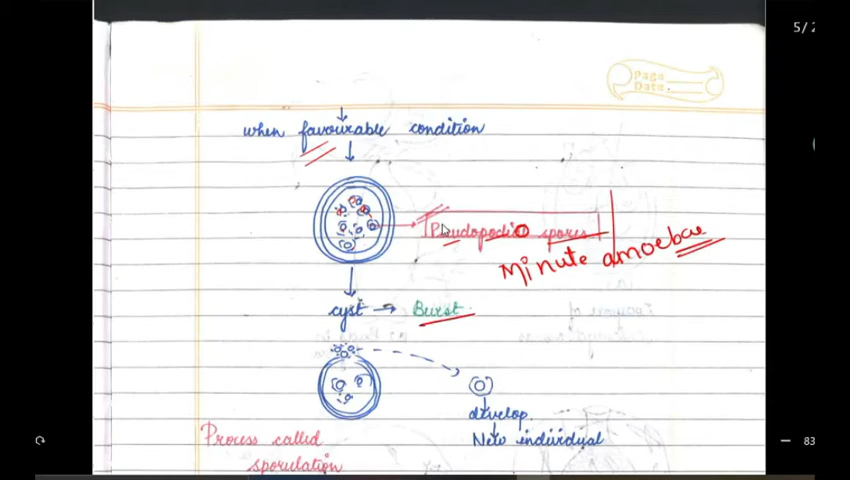 5/2
Page
Date
when favourable condition
Pseudopodio spores
Minute amoebae
cyst → Burst
develop
New individual
Process called
sporulation
83